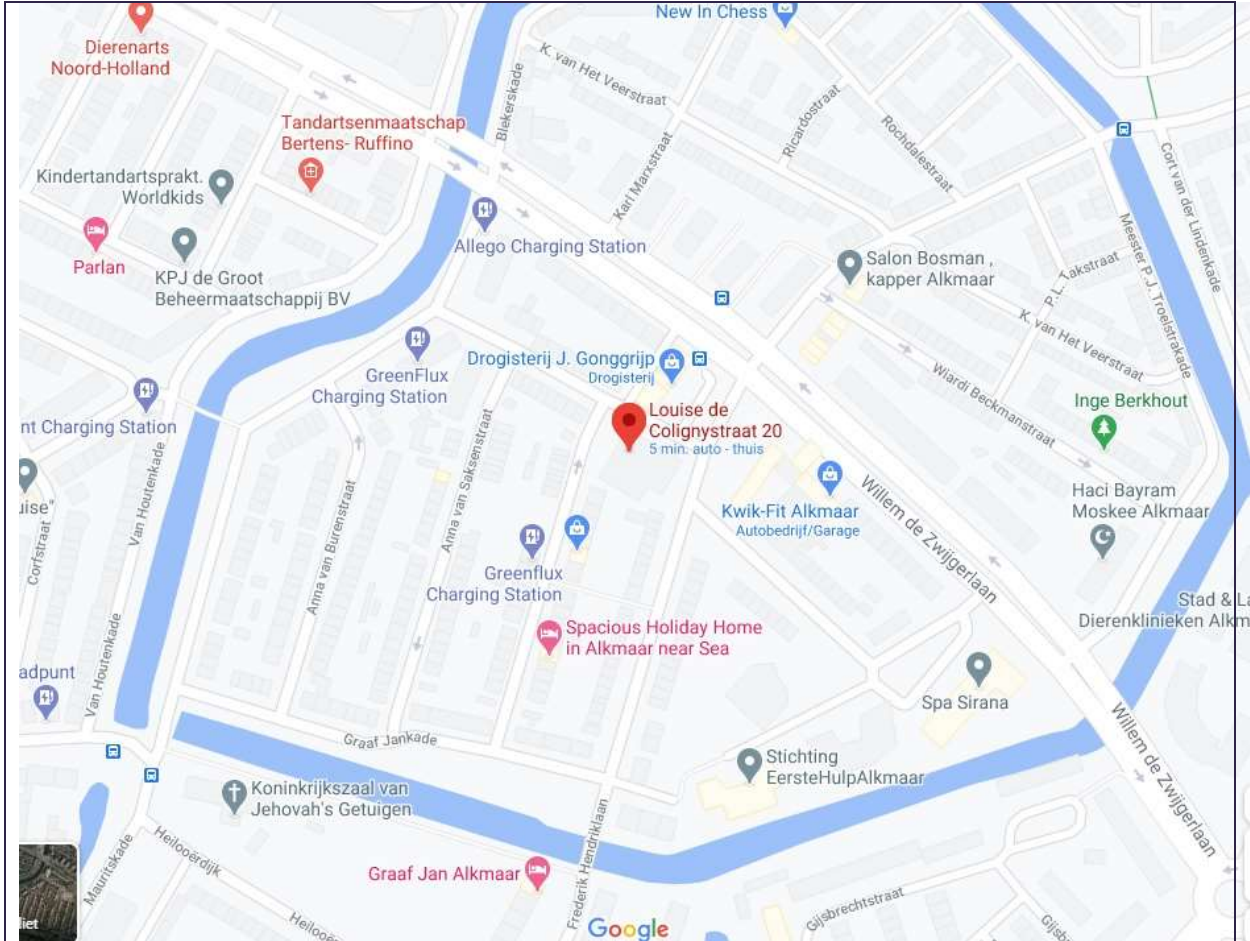 New In Chess
Dierenarts
Noord-Holland
K. van Het Veerstraat
Blekerskade
Ricardostraat
Rochdalestraat
Tandartsenmaatschap
Bertens- Ruffino
Karl Marxstraat
Cort van der Lindenkade
Kindertandartsprakt.
Worldkids
Allego Charging Station
Parlan
KPJ de Groot
Beheermaatschappij BV
Salon Bosman ,
kapper Alkmaar
P.L. Takstraat
Meester P.J. Troelstrakade
K. van Het Veerstraat
Drogisterij J. Gonggrijp
Drogisterij
GreenFlux
Charging Station
Wiardi Beckmanstraat
Inge Berkhout
Louise de
Colignystraat 20
5 min. auto - thuis
nt Charging Station
Van Houtenkade
Anna van Saksenstraat
Anna van Burenstraat
Kwik-Fit Alkmaar
Autobedrijf/Garage
Willem de Zwijgerlaan
Haci Bayram
Moskee Alkmaar
uise"
Corfstraat
Greenflux
Charging Station
Stad & La
Dierenklinieken Alkm
Spacious Holiday Home
in Alkmaar near Sea
adpunt
Van Houtenkade
Spa Sirana
Willem de Zwijgerlaan
Graaf Jankade
Stichting
EersteHulpAlkmaar
Koninkrijkszaal van
Jehovah's Getuigen
Heilooërdijk
Mauritskade
Graaf Jan Alkmaar
Frederik Hendriklaan
Gijsbrechtstraat
Heilooë
Gijsb
liet
Google